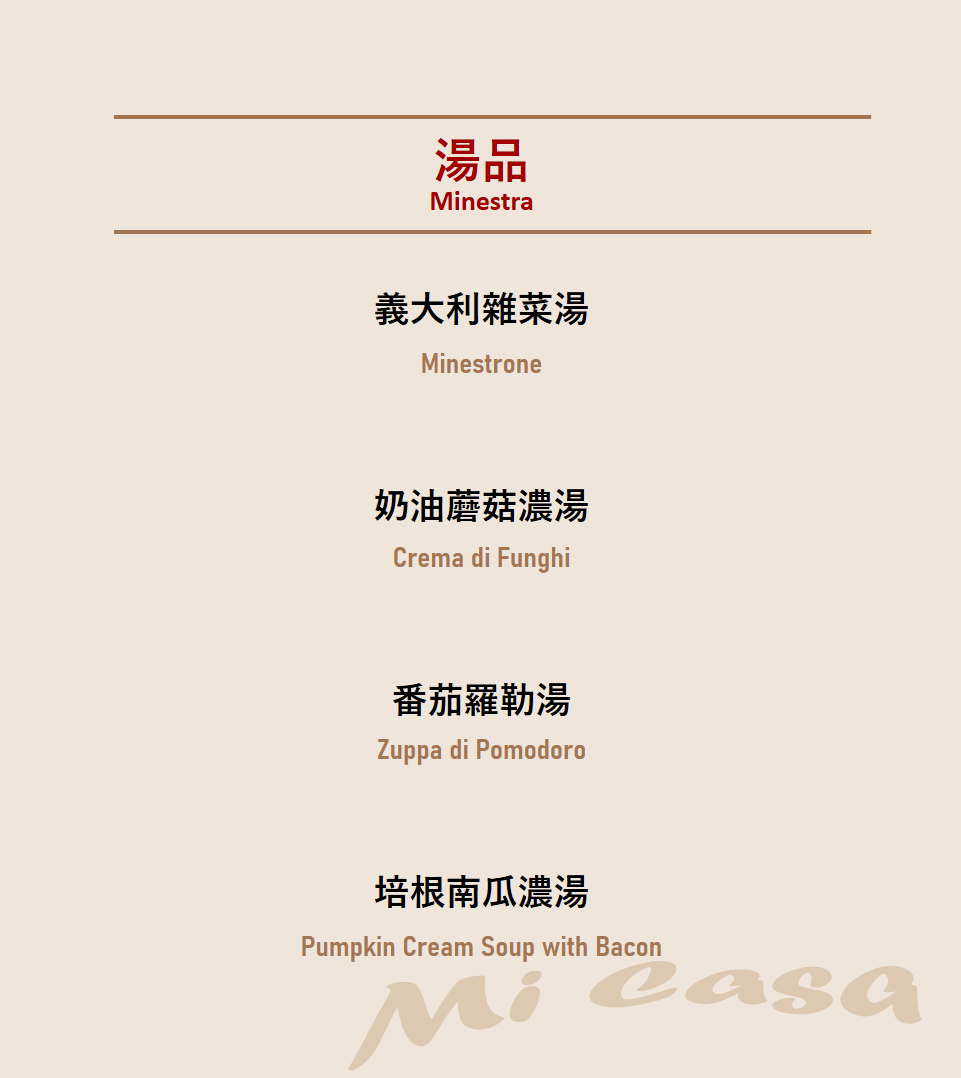 湯品
Minestra
義大利雜菜湯
Minestrone
奶油蘑菇濃湯
Crema di Funghi
番茄羅勒湯
Zuppa di Pomodoro
培根南瓜濃湯
Pumpkin Cream Soup with Bacon
Mi Casa